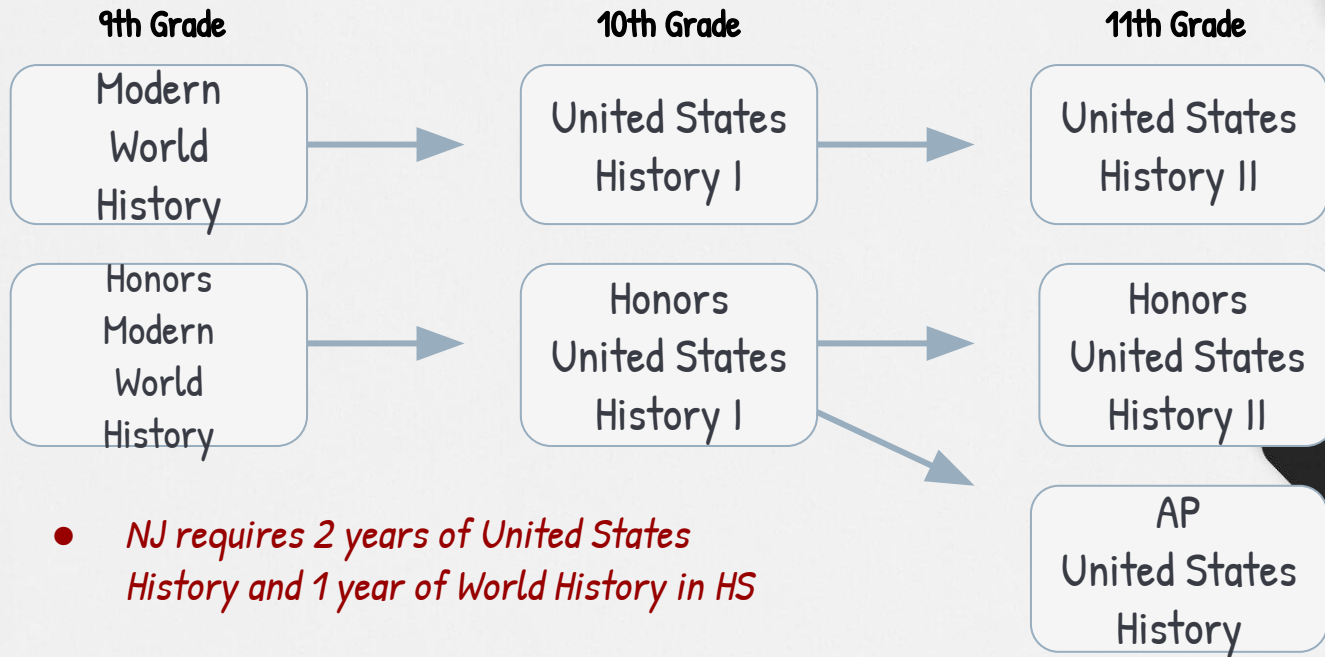 9th Grade
10th Grade
11th Grade
Modern
World
History
United States
History I
United States
History II
Honors
Modern
World
History
Honors
United States
History I
Honors
United States
History II
AP
United States
History
● NJ requires 2 years of United States
History and 1 year of World History in HS